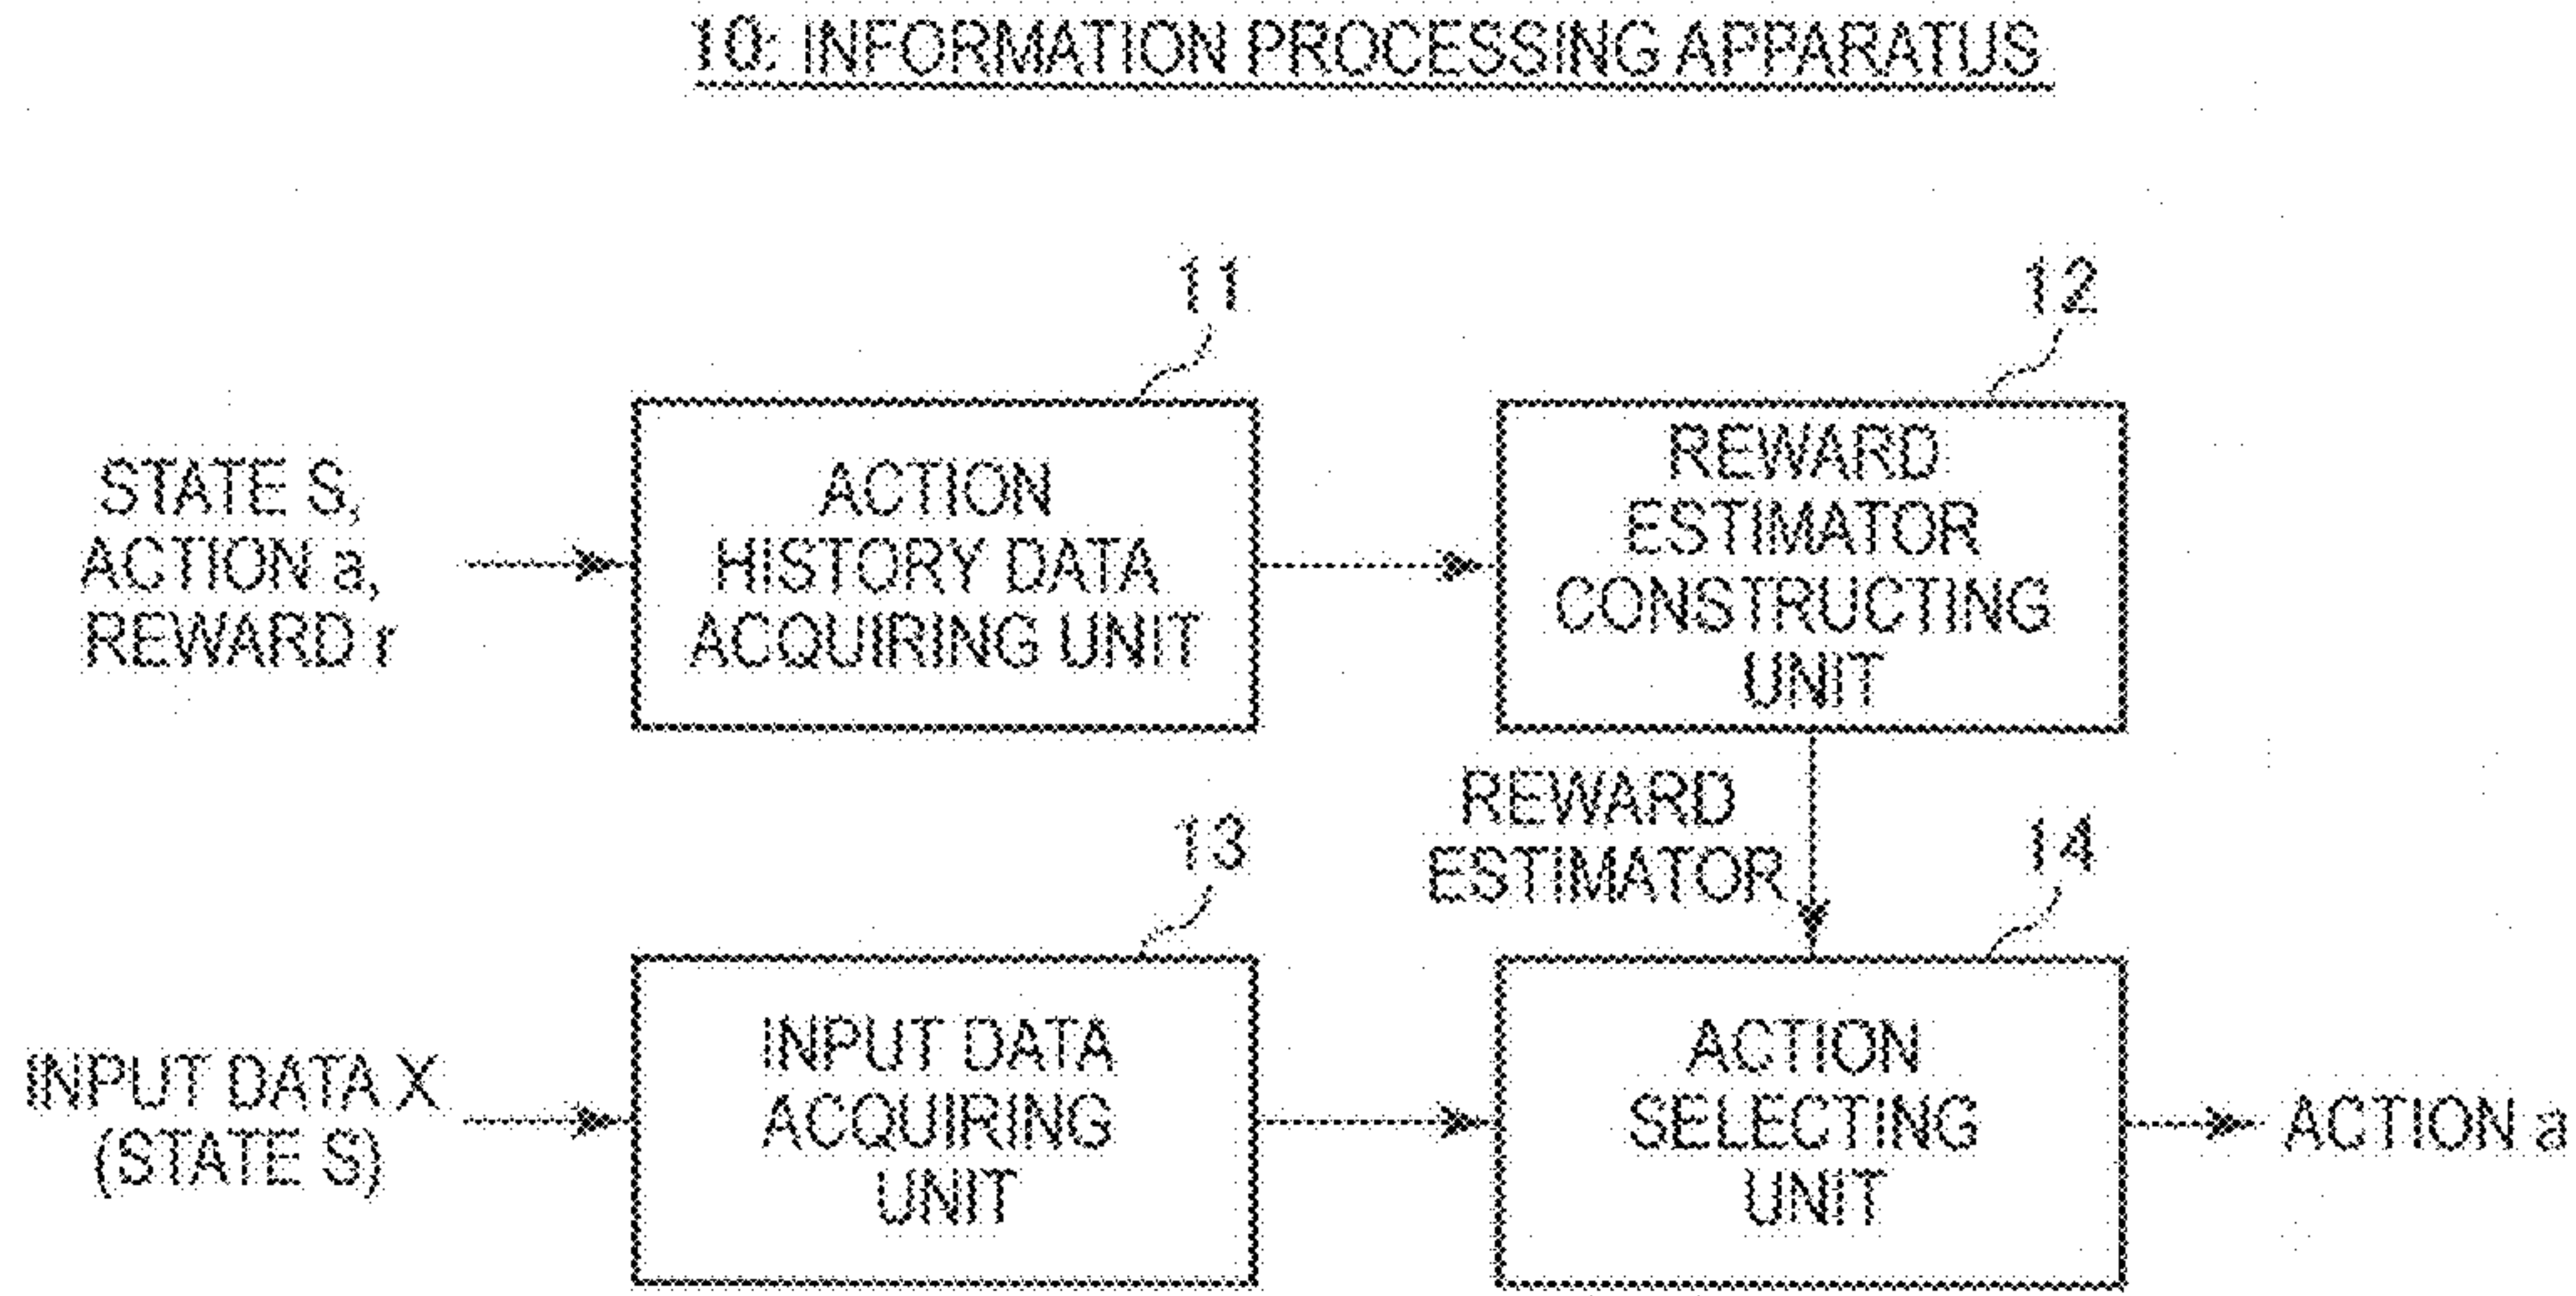 10: INFORMATION PROCESSING APPARATUS
11
12
STATE S,
ACTION a,
REWARD r
ACTION
HISTORY DATA
ACQUIRING UNIT
REWARD
ESTIMATOR
CONSTRUCTING
UNIT
REWARD
ESTIMATOR
13
14
INPUT DATA X
(STATE S)
INPUT DATA
ACQUIRING
UNIT
ACTION
SELECTING
UNIT
ACTION a